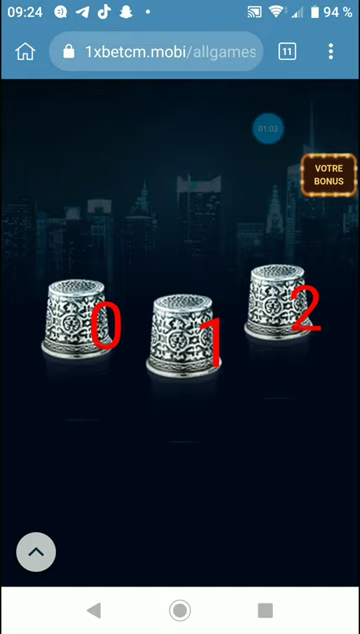 09:24
94 %
1xbetcm.mobi/allgames
11
01:03
VOTRE
BONUS
0
1
2